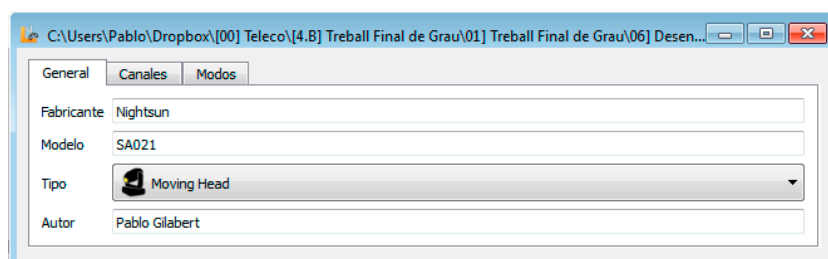 C:\Users\Pablo\Dropbox\[00] Teleco\[4.B] Treball Final de Grau\01] Treball Final de Grau\06] Desen...
General Canales Modos
Fabricante Nightsun
Modelo SA021
Tipo Moving Head
Autor Pablo Gilabert